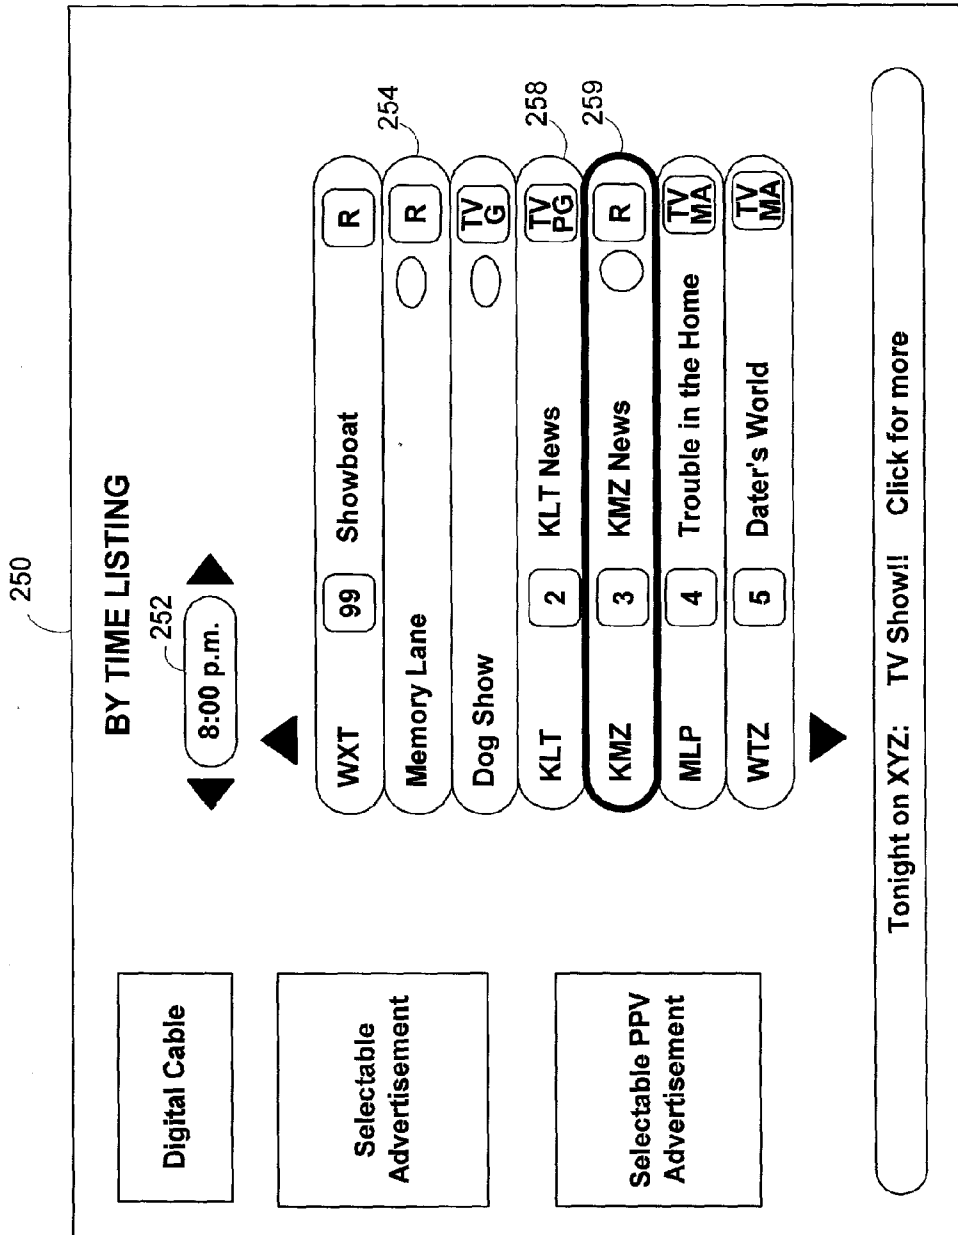 250
BY TIME LISTING
252
8:00 p.m.
Digital Cable
Selectable
Advertisement
Selectable PPV
Advertisement
WXT 99 Showboat R
Memory Lane R 254
Dog Show TV G
KLT 2 KLT News TV PG 258
KMZ 3 KMZ News R 259
MLP 4 Trouble in the Home TV MA
WTZ 5 Dater's World TV MA
Tonight on XYZ: TV Show!! Click for more